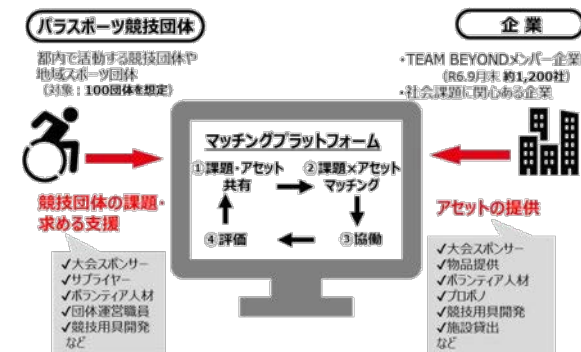 パラスポーツ競技団体
都内で活動する競技団体や
地域スポーツ団体
（対象：100団体を想定）
企業
・TEAM BEYONDメンバー企業
（R6.9月末 約1,200社）
・社会課題に関心ある企業
マッチングプラットフォーム
①課題・アセット
共有
②課題×アセット
マッチング
③協働
④評価
競技団体の課題・
求める支援
✓大会スポンサー
✓サプライヤー
✓ボランティア人材
✓団体運営職員
✓競技用具開発
など
アセットの提供
✓大会スポンサー
✓物品提供
✓ボランティア人材
✓プロボノ
✓競技用具開発
✓施設貸出
など